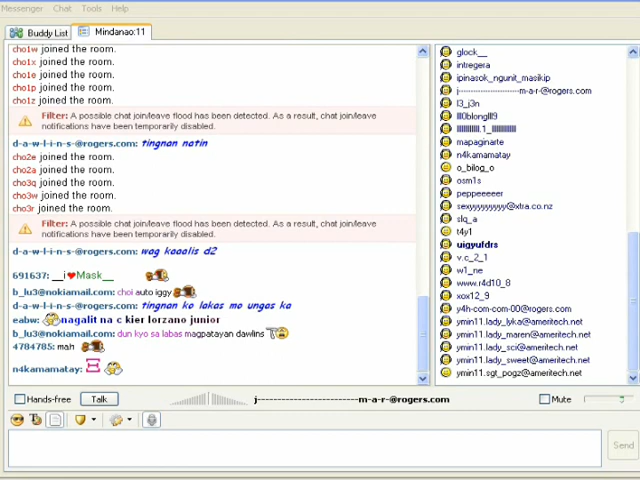 Messenger Chat Tools Help
Buddy List Mindanao:11
cho1w joined the room.
cho1x joined the room.
cho1e joined the room.
cho1p joined the room.
cho1z joined the room.
Filter: A possible chat join/leave flood has been detected. As a result, chat join/leave
notifications have been temporarily disabled.
d-a-w-l-i-n-s-@rogers.com: tingnan natin
cho2e joined the room.
cho2a joined the room.
cho3q joined the room.
cho3w joined the room.
cho3r joined the room.
Filter: A possible chat join/leave flood has been detected. As a result, chat join/leave
notifications have been temporarily disabled.
d-a-w-l-i-n-s-@rogers.com: wag kaaalis d2
691637: __i♥Mask__
b_lu3@nokiamail.com: choi auto iggy
d-a-w-l-i-n-s-@rogers.com: tingnan ko lakas mo ungas ka
eabw: nagalit na c kier lorzano junior
b_lu3@nokiamail.com: dun kyo sa labas magpatayan dawlins
4784785: mah
n4kamamatay:
glock__
intregera
ipinasok_ngunit_masikip
j-----------------------m-a-r@rogers.com
l3_j3n
lll0blonglll9
mapaginarte
n4kamamatay
o_bilog_o
osm1s
peppeeeeer
sexyyyyyyyyy@xtra.co.nz
slq_a
t4y1
uigyufdrs
v.c_2_1
w1_ne
www.r4d10_8
xox12_9
y4h-com-com-00@rogers.com
ymin11.lady_lyka@ameritech.net
ymin11.lady_maren@ameritech.net
ymin11.lady_sci@ameritech.net
ymin11.lady_sweet@ameritech.net
ymin11.sgt_pogz@ameritech.net
Hands-free Talk j-----------------------m-a-r-@rogers.com Mute
Send